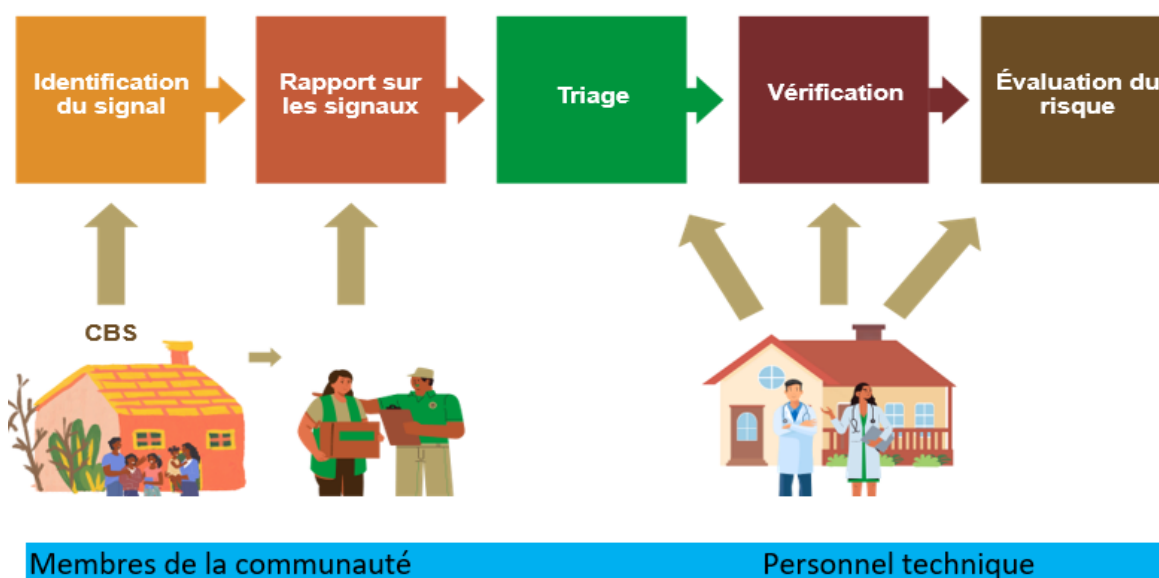 Identification
du signal
Rapport sur
les signaux
Triage
Vérification
Évaluation du
risque
CBS
Membres de la communauté
Personnel technique